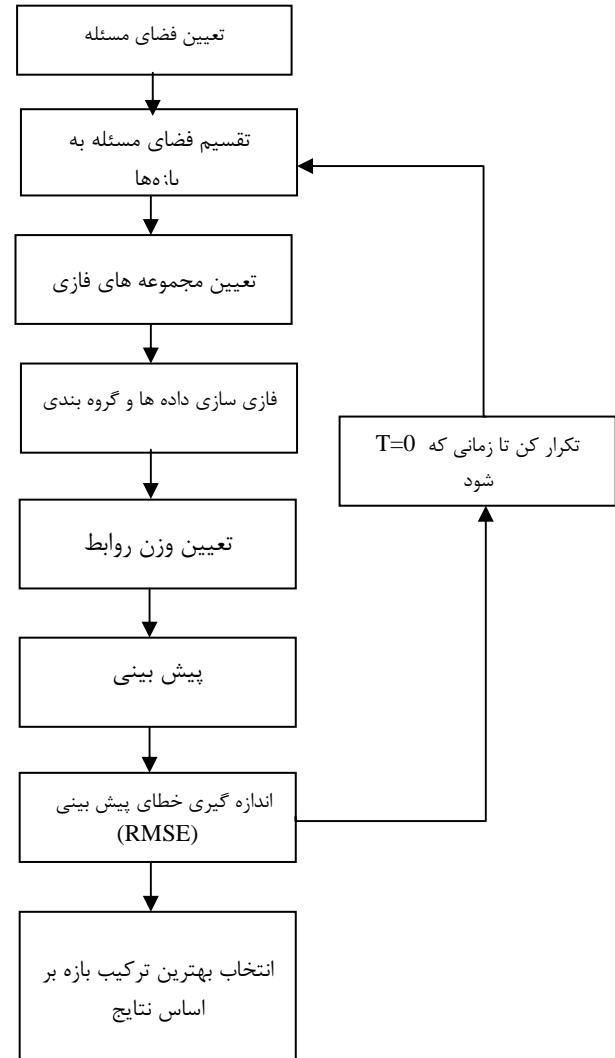 تعیین فضای مسئله
تقسیم فضای مسئله به
بازه‌ها
تعیین مجموعه های فازی
فازی سازی داده ها و گروه بندی
تکرار کن تا زمانی که T=0
شود
تعیین وزن روابط
پیش بینی
اندازه گیری خطای پیش بینی
(RMSE)
انتخاب بهترین ترکیب بازه بر
اساس نتایج